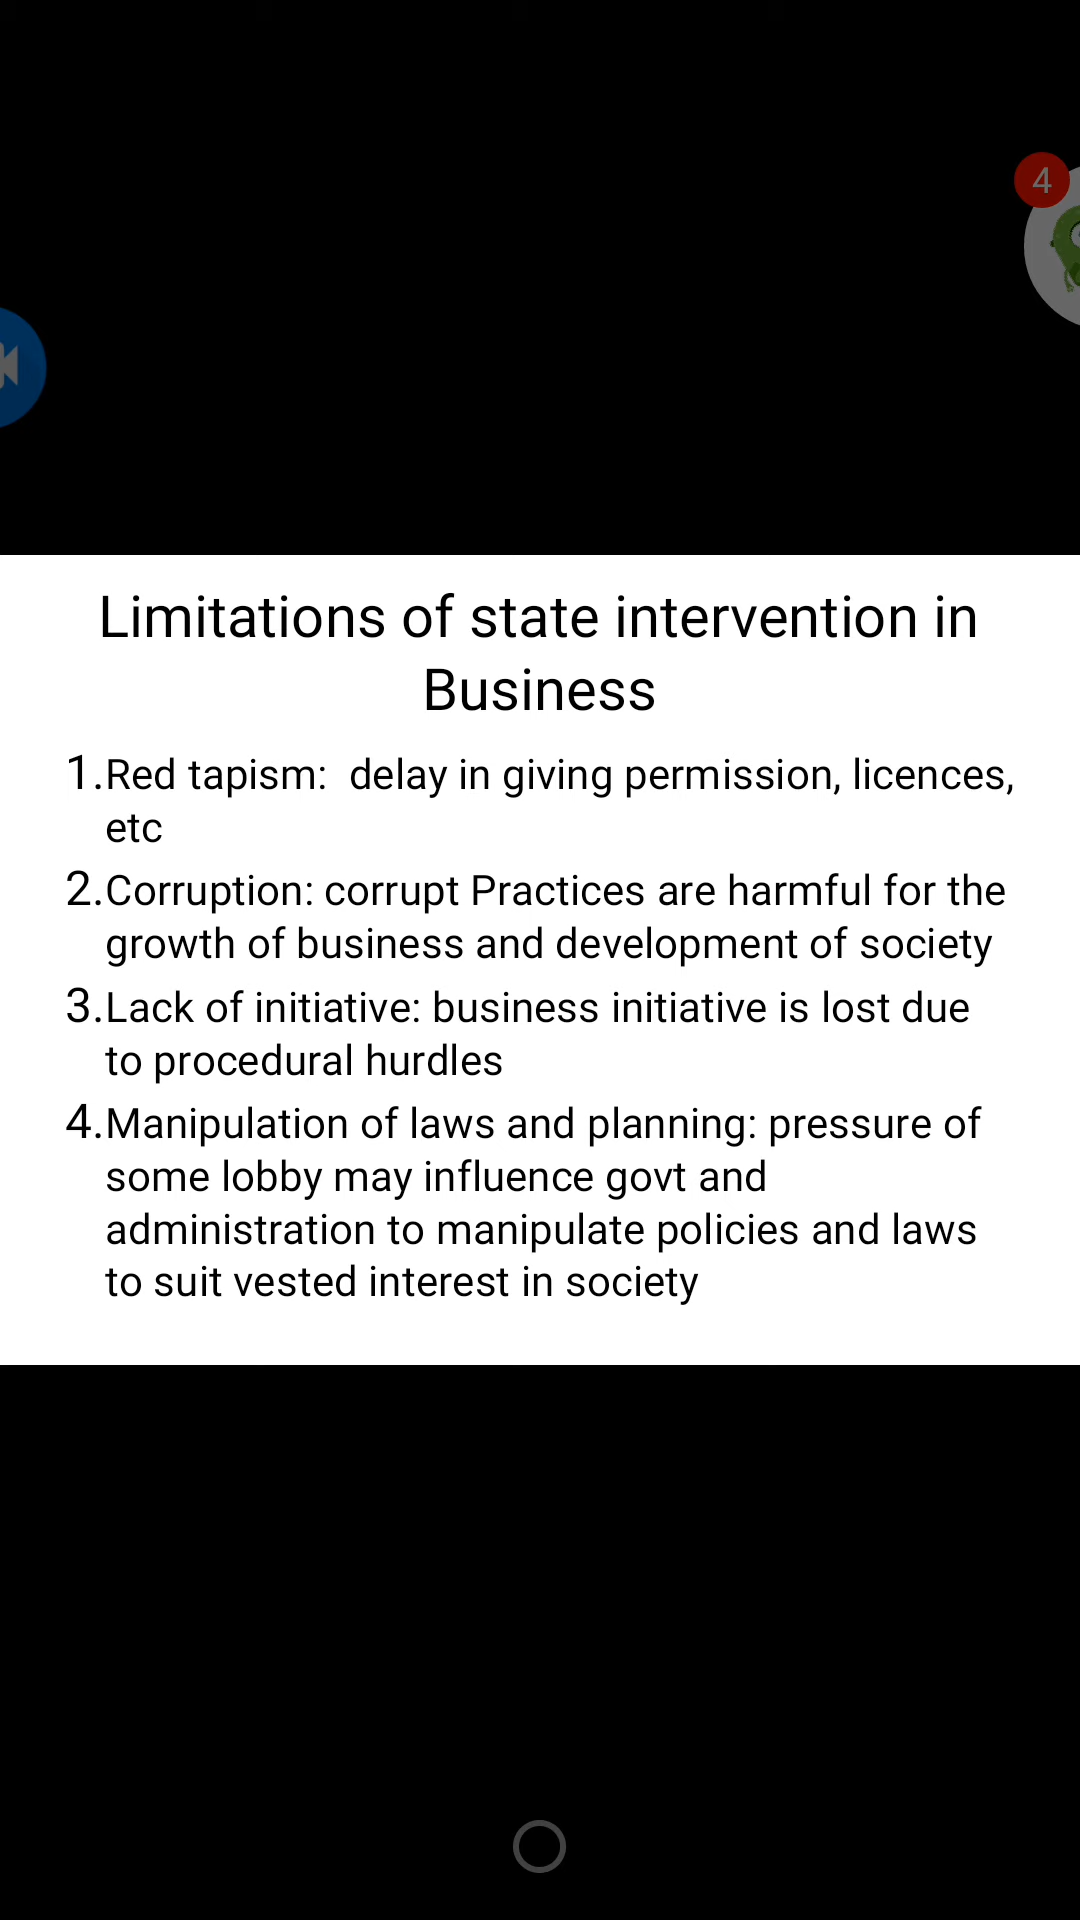 4
Limitations of state intervention in
Business
1.Red tapism:  delay in giving permission, licences,
etc
2.Corruption: corrupt Practices are harmful for the
growth of business and development of society
3.Lack of initiative: business initiative is lost due
to procedural hurdles
4.Manipulation of laws and planning: pressure of
some lobby may influence govt and
administration to manipulate policies and laws
to suit vested interest in society